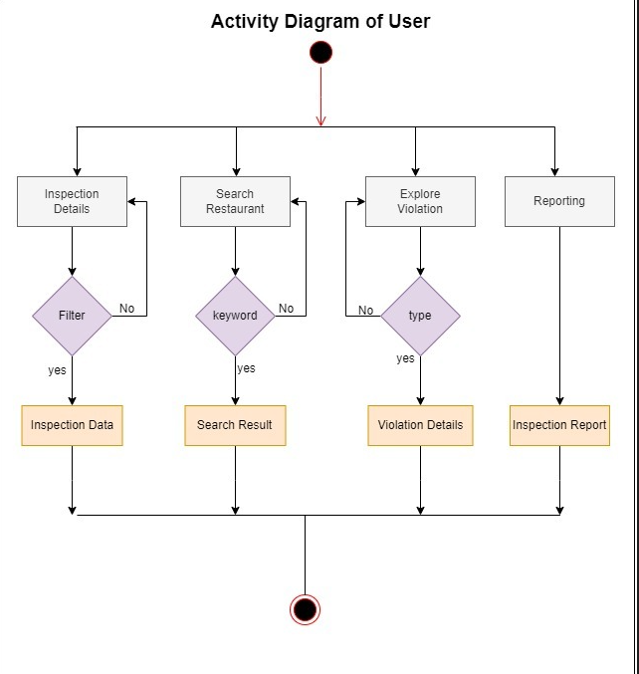 Activity Diagram of User
Inspection
Details
Search
Restaurant
Explore
Violation
Reporting
Filter
No
keyword
No
No
type
yes
yes
yes
Inspection Data
Search Result
Violation Details
Inspection Report